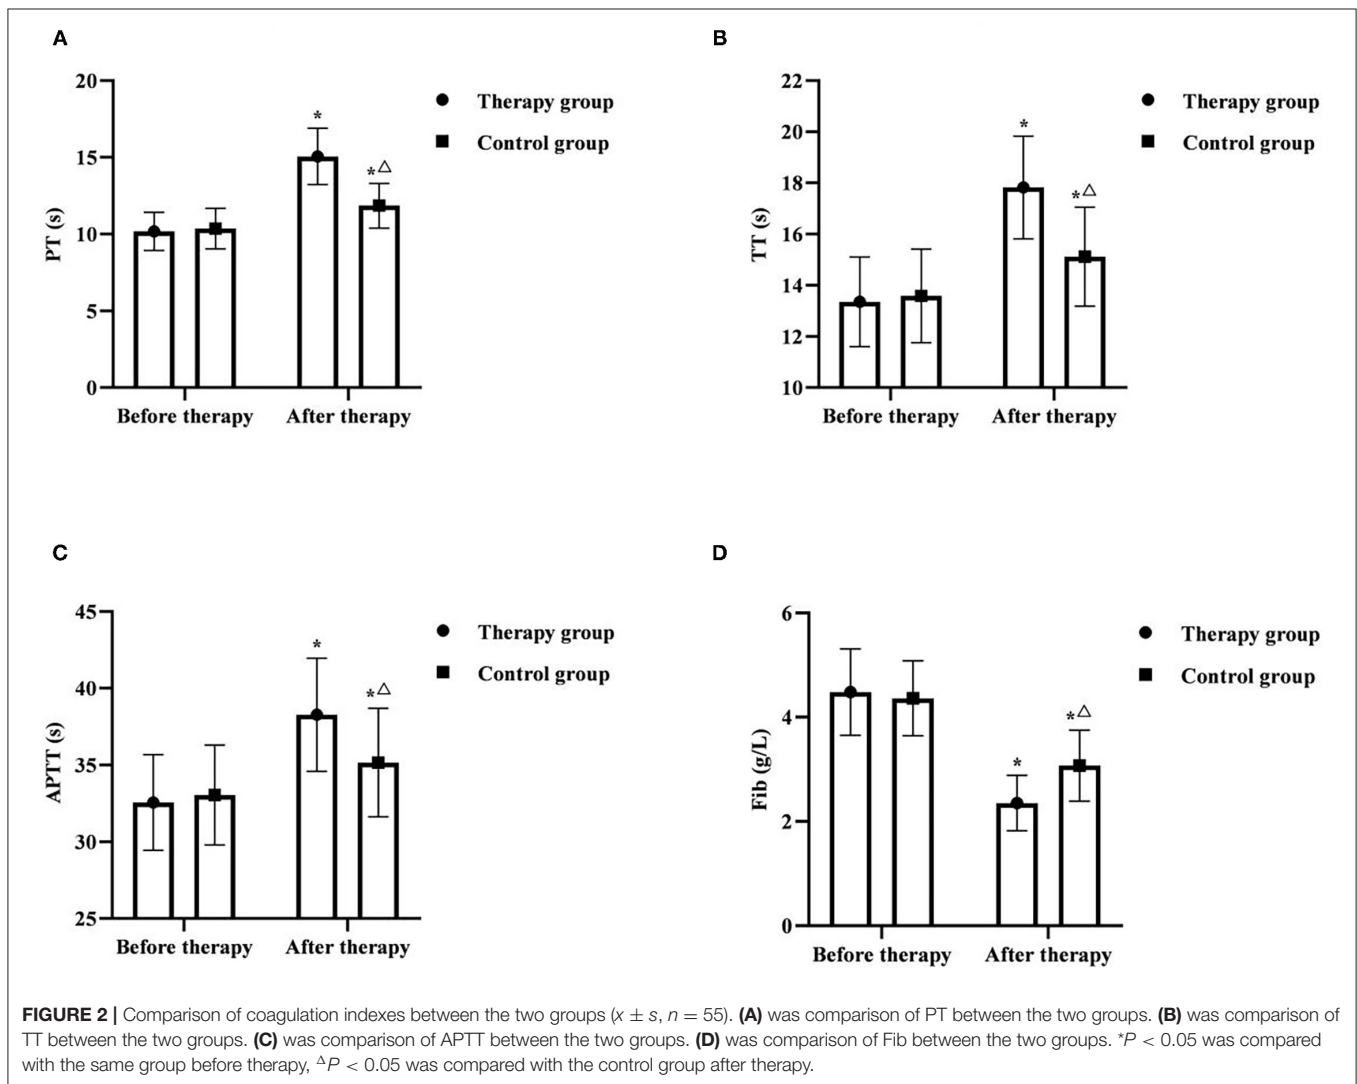 A
20
15
10
5
0
PT (s)
*
*△
Therapy group
Control group
Before therapy
After therapy
B
22
20
18
16
14
12
10
TT (s)
*
*△
Therapy group
Control group
Before therapy
After therapy
C
45
40
35
30
25
APTT (s)
*
*△
Therapy group
Control group
Before therapy
After therapy
D
6
4
2
0
Fib (g/L)
*
*△
Therapy group
Control group
Before therapy
After therapy
FIGURE 2 | Comparison of coagulation indexes between the two groups (x ± s, n = 55). (A) was comparison of PT between the two groups. (B) was comparison of
TT between the two groups. (C) was comparison of APTT between the two groups. (D) was comparison of Fib between the two groups. *P < 0.05 was compared
with the same group before therapy, △P < 0.05 was compared with the control group after therapy.